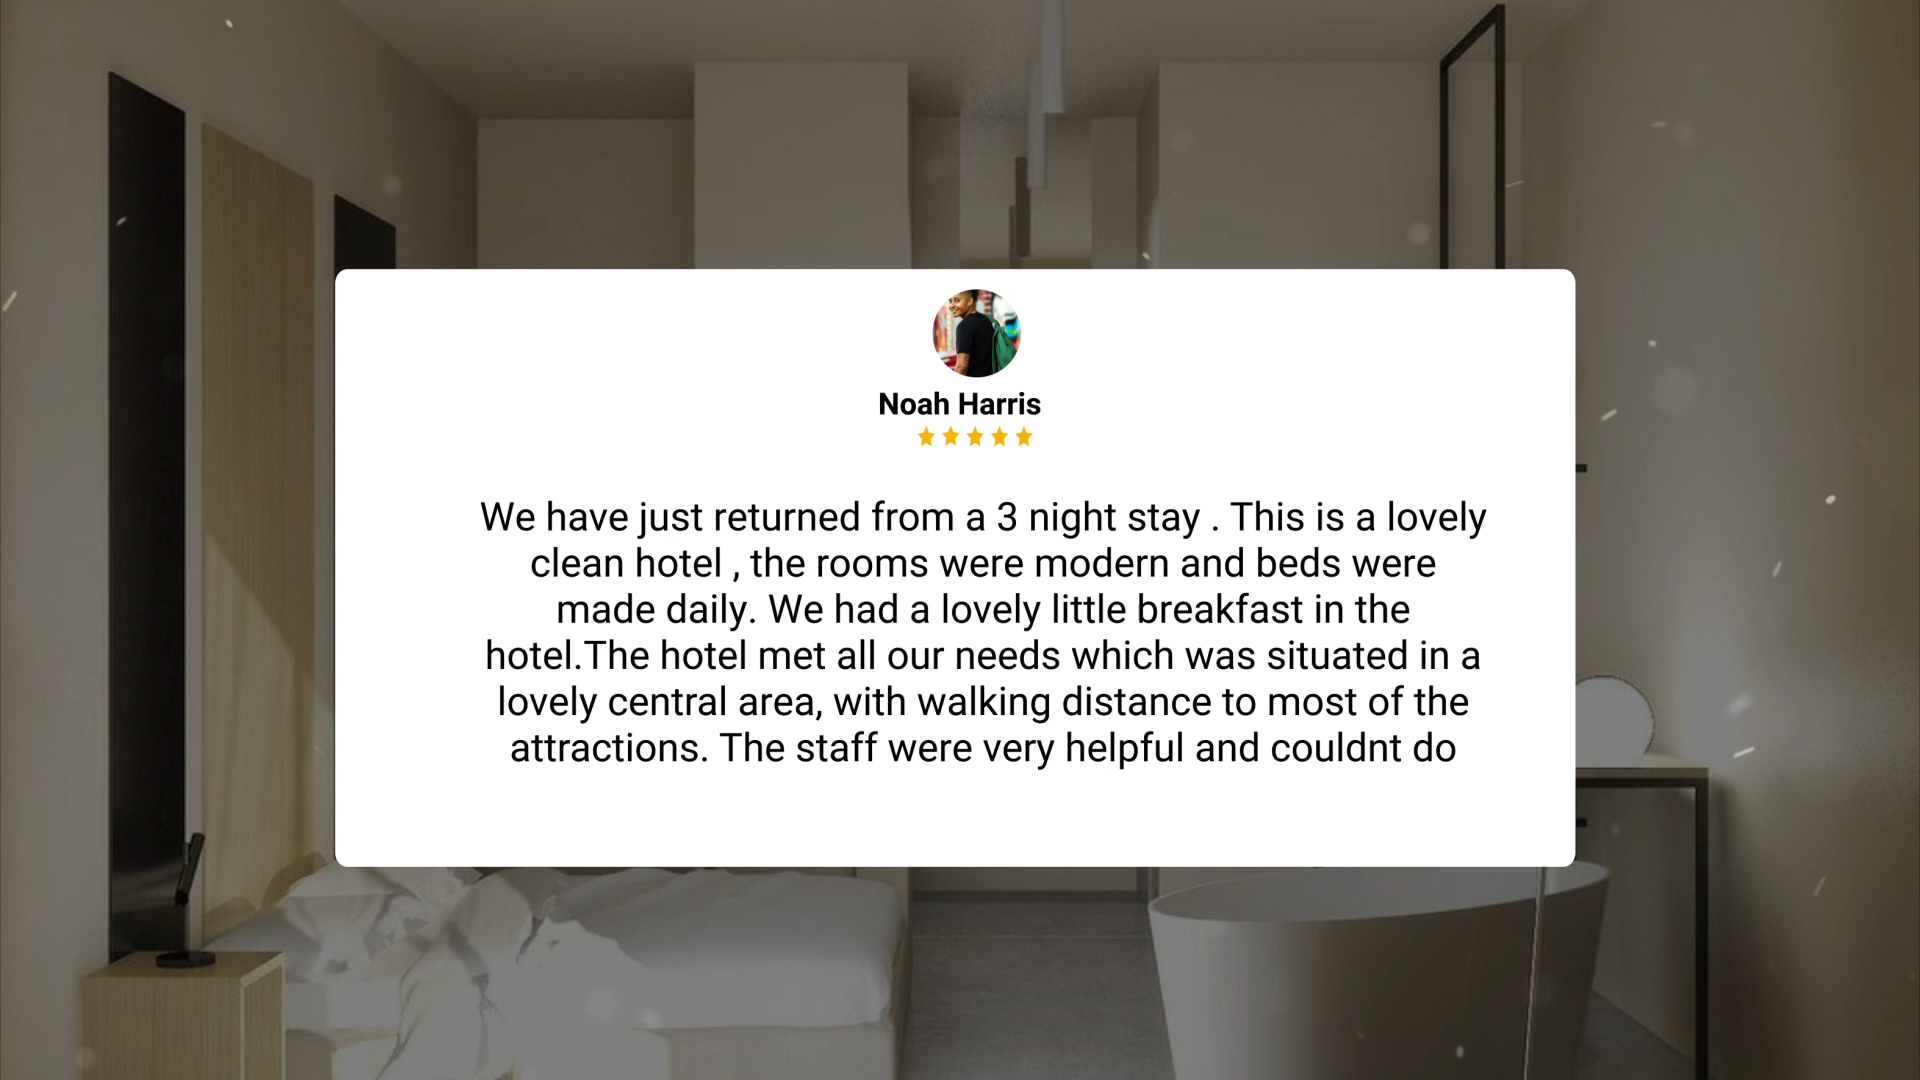 Noah Harris
We have just returned from a 3 night stay . This is a lovely
clean hotel , the rooms were modern and beds were
made daily. We had a lovely little breakfast in the
hotel.The hotel met all our needs which was situated in a
lovely central area, with walking distance to most of the
attractions. The staff were very helpful and couldnt do